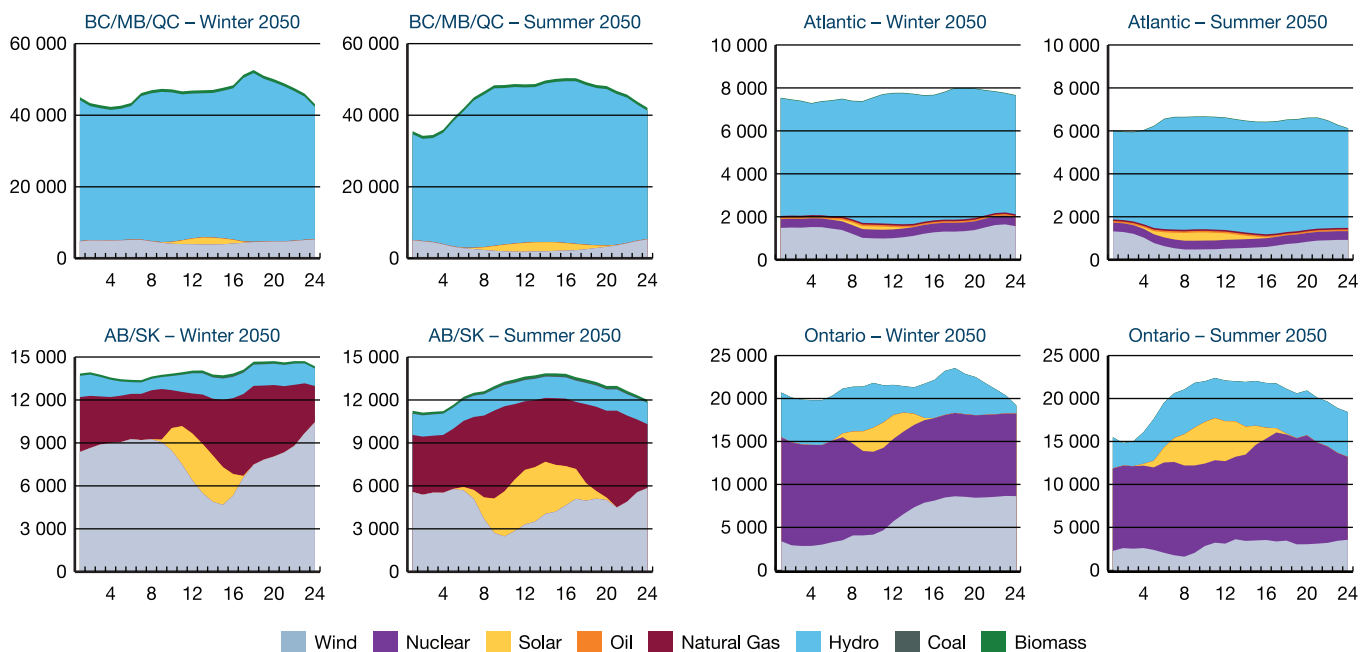 BC/MB/QC – Winter 2050
60 000
40 000
20 000
0
4 8 12 16 20 24
BC/MB/QC – Summer 2050
60 000
40 000
20 000
0
4 8 12 16 20 24
Atlantic – Winter 2050
10 000
8 000
6 000
4 000
2 000
0
4 8 12 16 20 24
Atlantic – Summer 2050
10 000
8 000
6 000
4 000
2 000
0
4 8 12 16 20 24
AB/SK – Winter 2050
15 000
12 000
9 000
6 000
3 000
0
4 8 12 16 20 24
AB/SK – Summer 2050
15 000
12 000
9 000
6 000
3 000
0
4 8 12 16 20 24
Ontario – Winter 2050
25 000
20 000
15 000
10 000
5 000
0
4 8 12 16 20 24
Ontario – Summer 2050
25 000
20 000
15 000
10 000
5 000
0
4 8 12 16 20 24
Wind Nuclear Solar Oil Natural Gas Hydro Coal Biomass